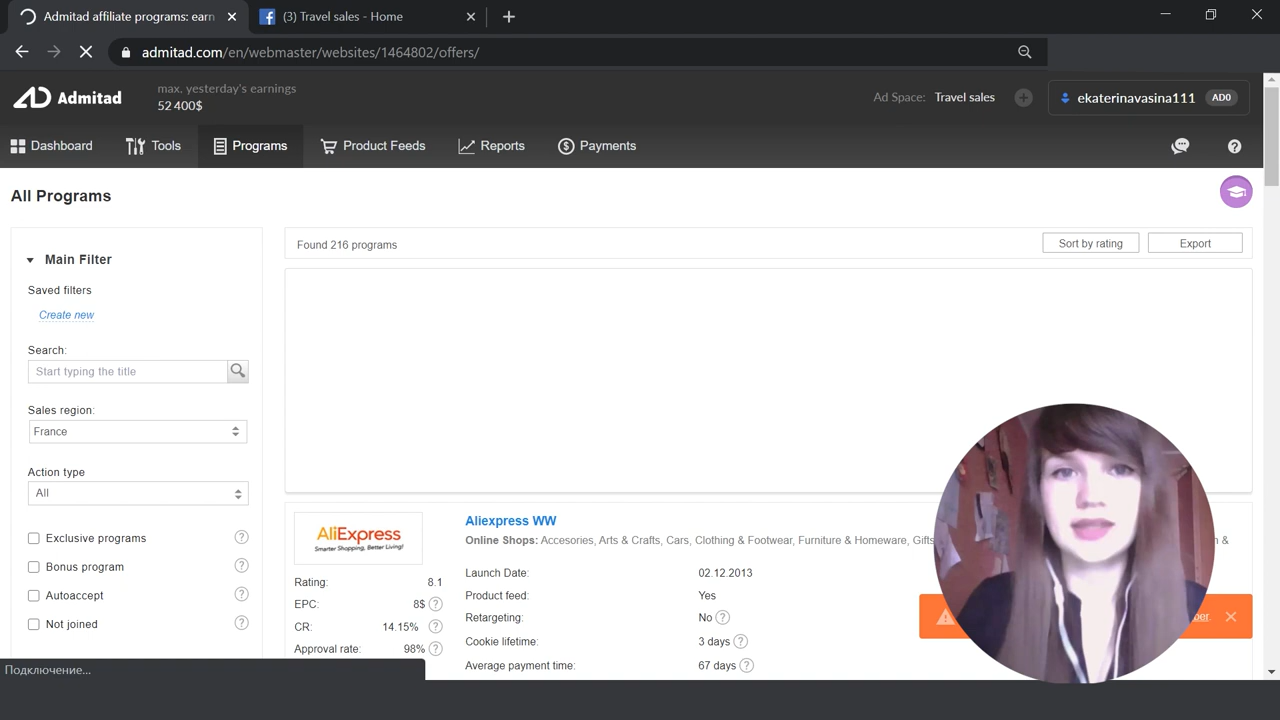 Admitad affiliate programs: earn
(3) Travel sales - Home
admitad.com/en/webmaster/websites/1464802/offers/
Admitad
max. yesterday's earnings
52 400$
Ad Space: Travel sales
ekaterinavasina111 AD0
Dashboard Tools Programs Product Feeds Reports Payments
All Programs
Main Filter
Saved filters
Create new
Search:
Start typing the title
Sales region:
France
Action type
All
Exclusive programs
Bonus program
Autoaccept
Not joined
Found 216 programs
Sort by rating Export
AliExpress
Smarter Shopping, Better Living!
Rating: 8.1
EPC: 8$
CR: 14.15%
Approval rate: 98%
Aliexpress WW
Online Shops: Accesories, Arts & Crafts, Cars, Clothing & Footwear, Furniture & Homeware, Gifts &
Launch Date: 02.12.2013
Product feed: Yes
Retargeting: No
Cookie lifetime: 3 days
Average payment time: 67 days
Подключение...